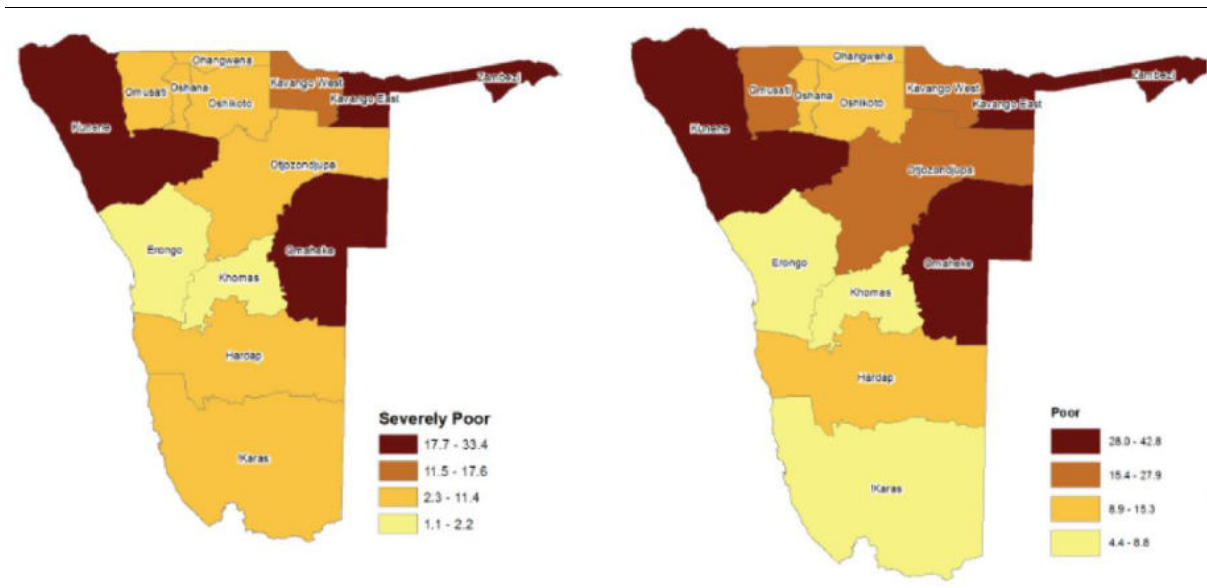 Ohangwena
Omusati
Oshana
Oshikoto
Kavango West
Kavango East
Zambezi
Kunene
Otjozondjupa
Erongo
Omaheke
Khomas
Hardap
!Karas
Severely Poor
17.7 - 33.4
11.5 - 17.6
2.3 - 11.4
1.1 - 2.2
Ohangwena
Omusati
Oshana
Oshikoto
Kavango West
Kavango East
Zambezi
Kunene
Otjozondjupa
Erongo
Omaheke
Khomas
Hardap
!Karas
Poor
28.0 - 42.8
15.4 - 27.9
8.9 - 15.3
4.4 - 8.8